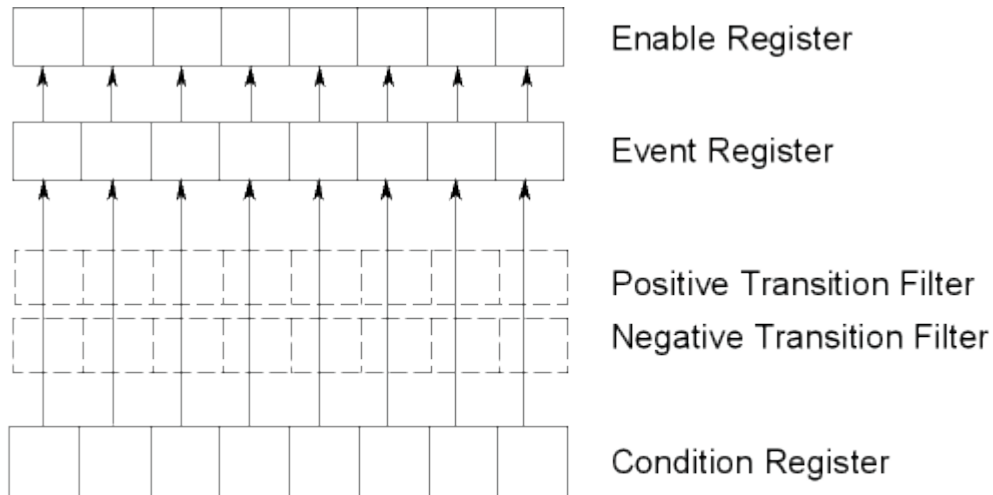 Enable Register
Event Register
Positive Transition Filter
Negative Transition Filter
Condition Register